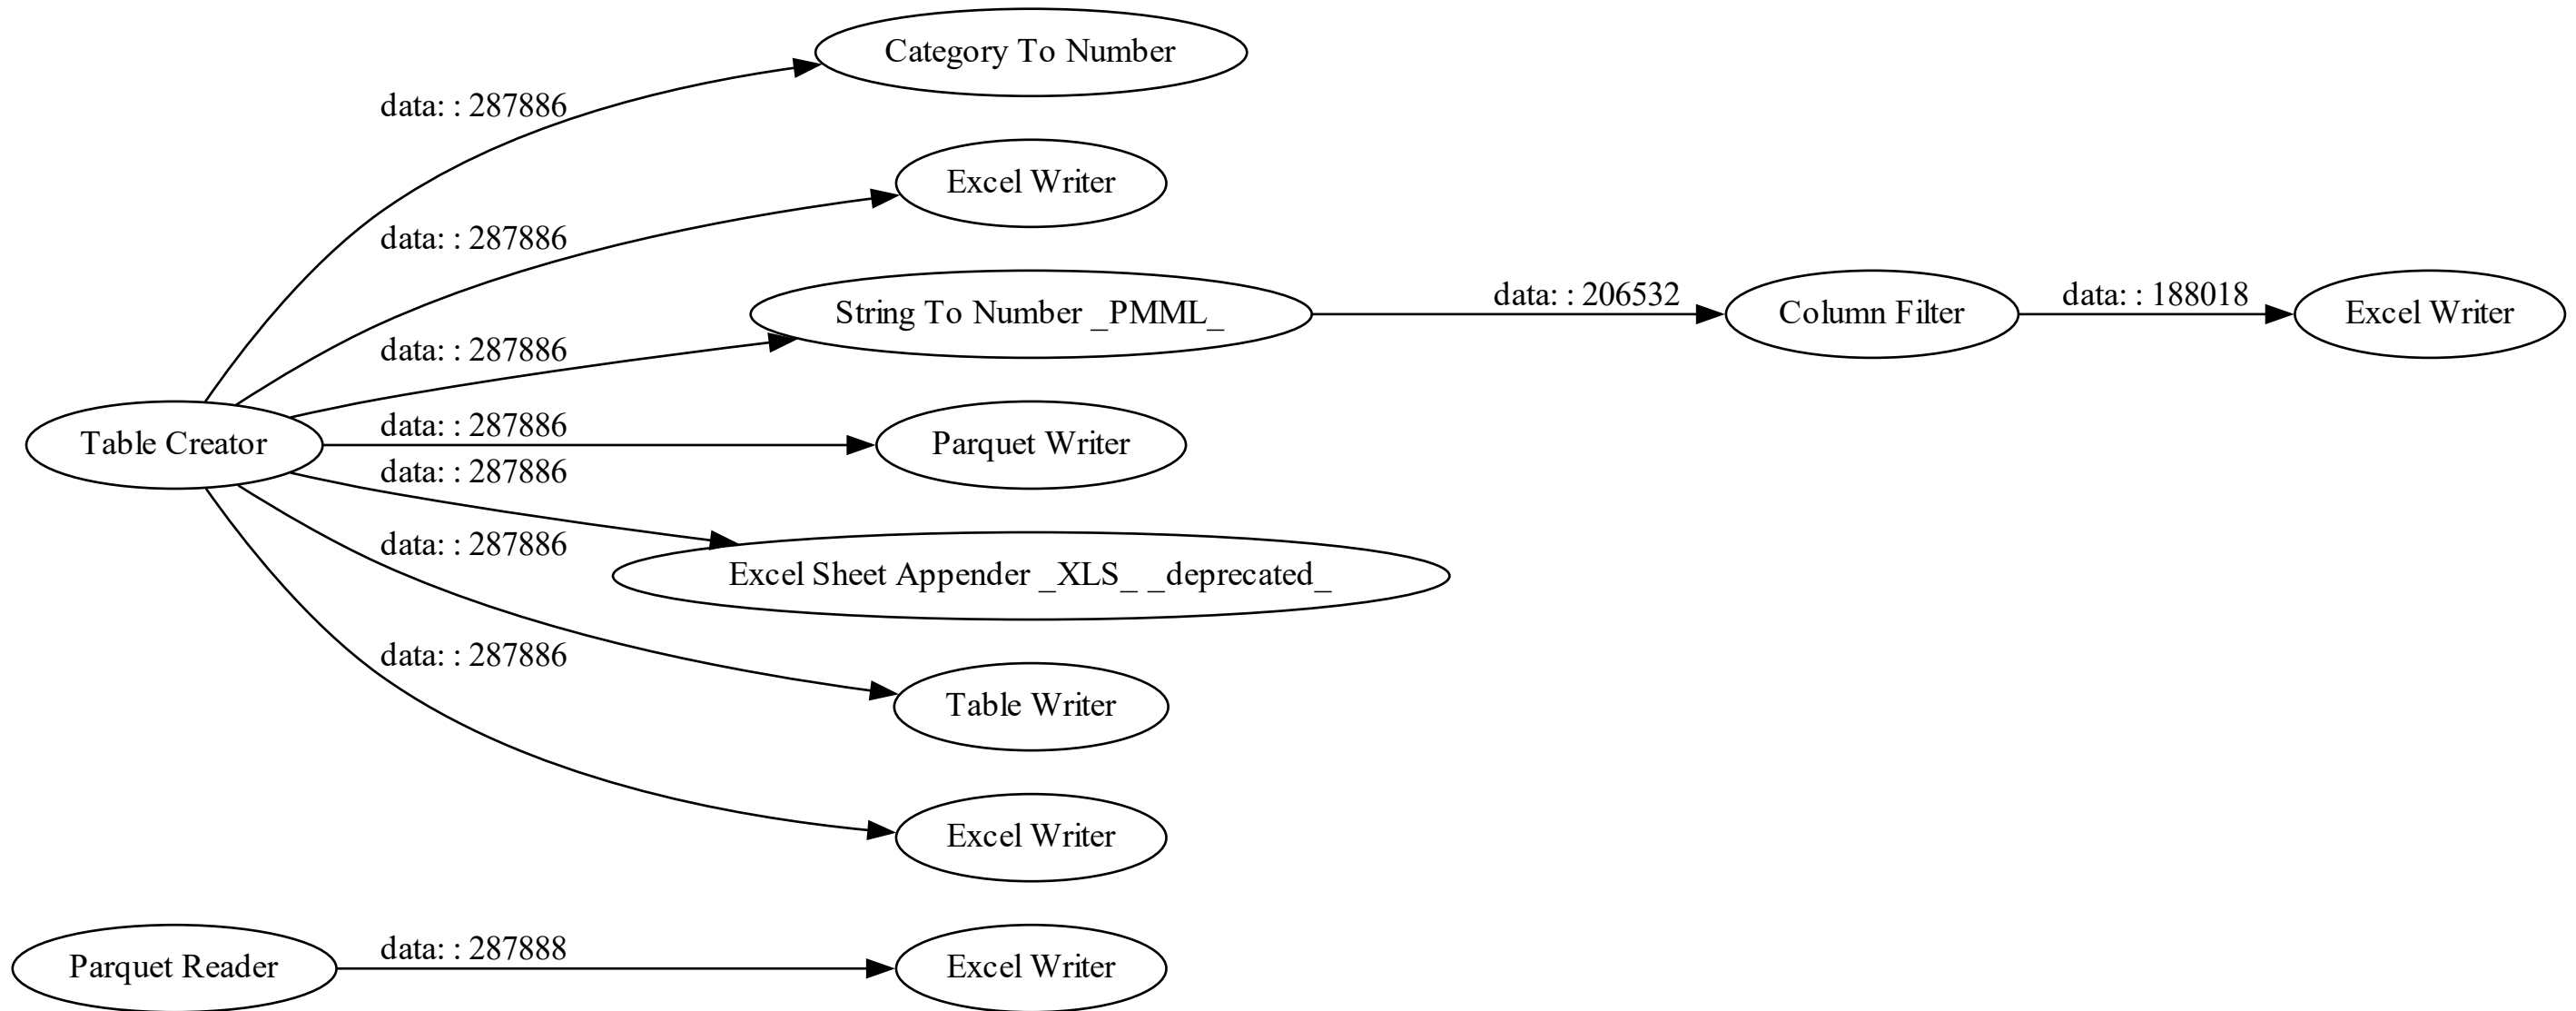 Category To Number
data: : 287886
Excel Writer
data: : 287886
String To Number _PMML_
data: : 206532
Column Filter
data: : 188018
Excel Writer
data: : 287886
Table Creator
data: : 287886
Parquet Writer
data: : 287886
Excel Sheet Appender _XLS_ _deprecated_
data: : 287886
Table Writer
data: : 287886
Excel Writer
Parquet Reader
data: : 287888
Excel Writer